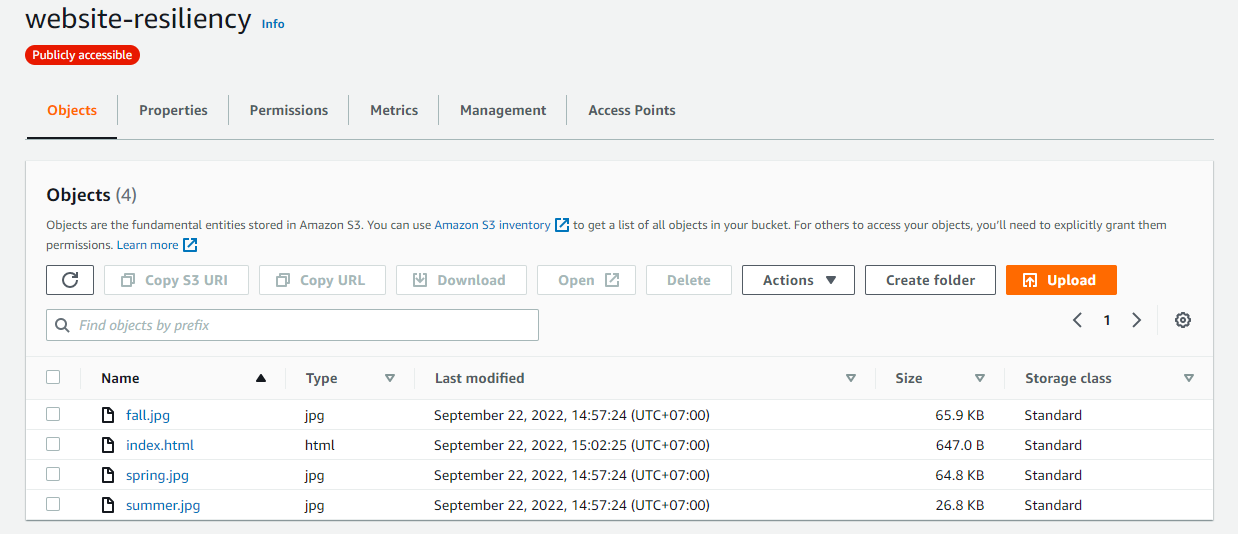 website-resiliency Info
Publicly accessible
Objects Properties Permissions Metrics Management Access Points
Objects (4)
Objects are the fundamental entities stored in Amazon S3. You can use Amazon S3 inventory to get a list of all objects in your bucket. For others to access your objects, you'll need to explicitly grant them
permissions. Learn more
Copy S3 URI Copy URL Download Open Delete Actions Create folder Upload
Find objects by prefix 1
Name Type Last modified Size Storage class
fall.jpg jpg September 22, 2022, 14:57:24 (UTC+07:00) 65.9 KB Standard
index.html html September 22, 2022, 15:02:25 (UTC+07:00) 647.0 B Standard
spring.jpg jpg September 22, 2022, 14:57:24 (UTC+07:00) 64.8 KB Standard
summer.jpg jpg September 22, 2022, 14:57:24 (UTC+07:00) 26.8 KB Standard